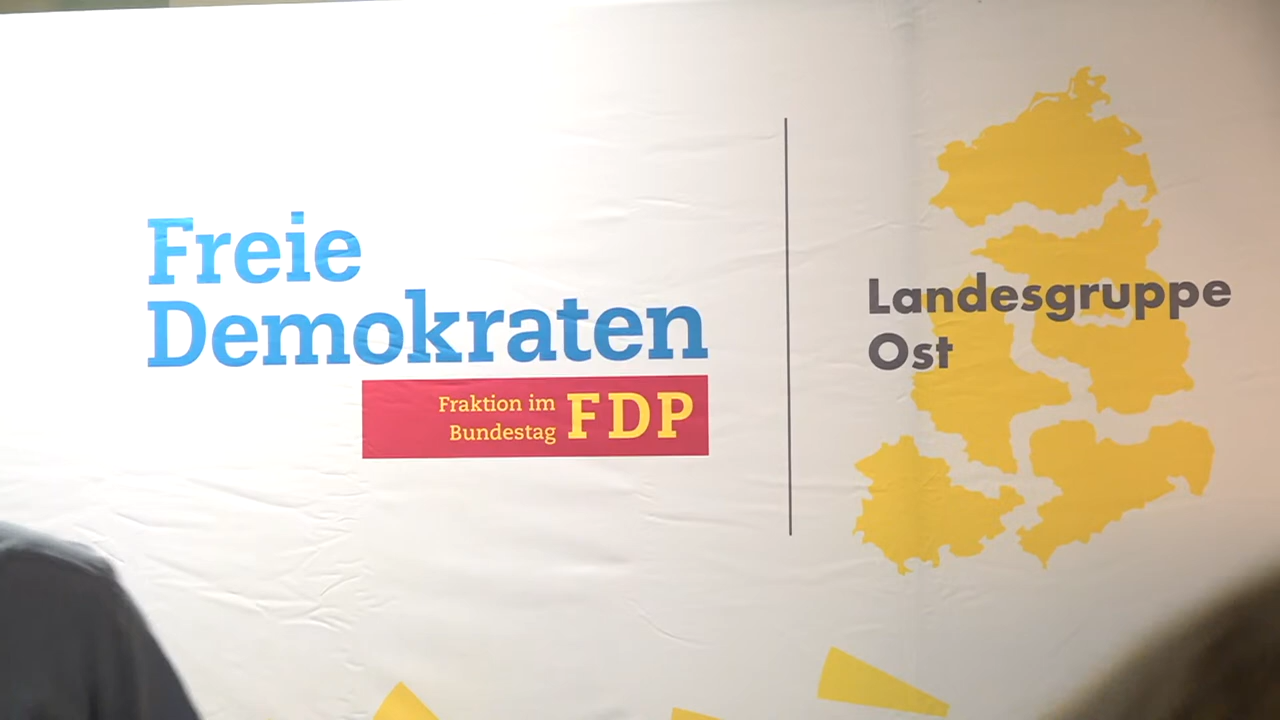 Freie
Demokraten
Fraktion im
Bundestag
FDP
Landesgruppe
Ost